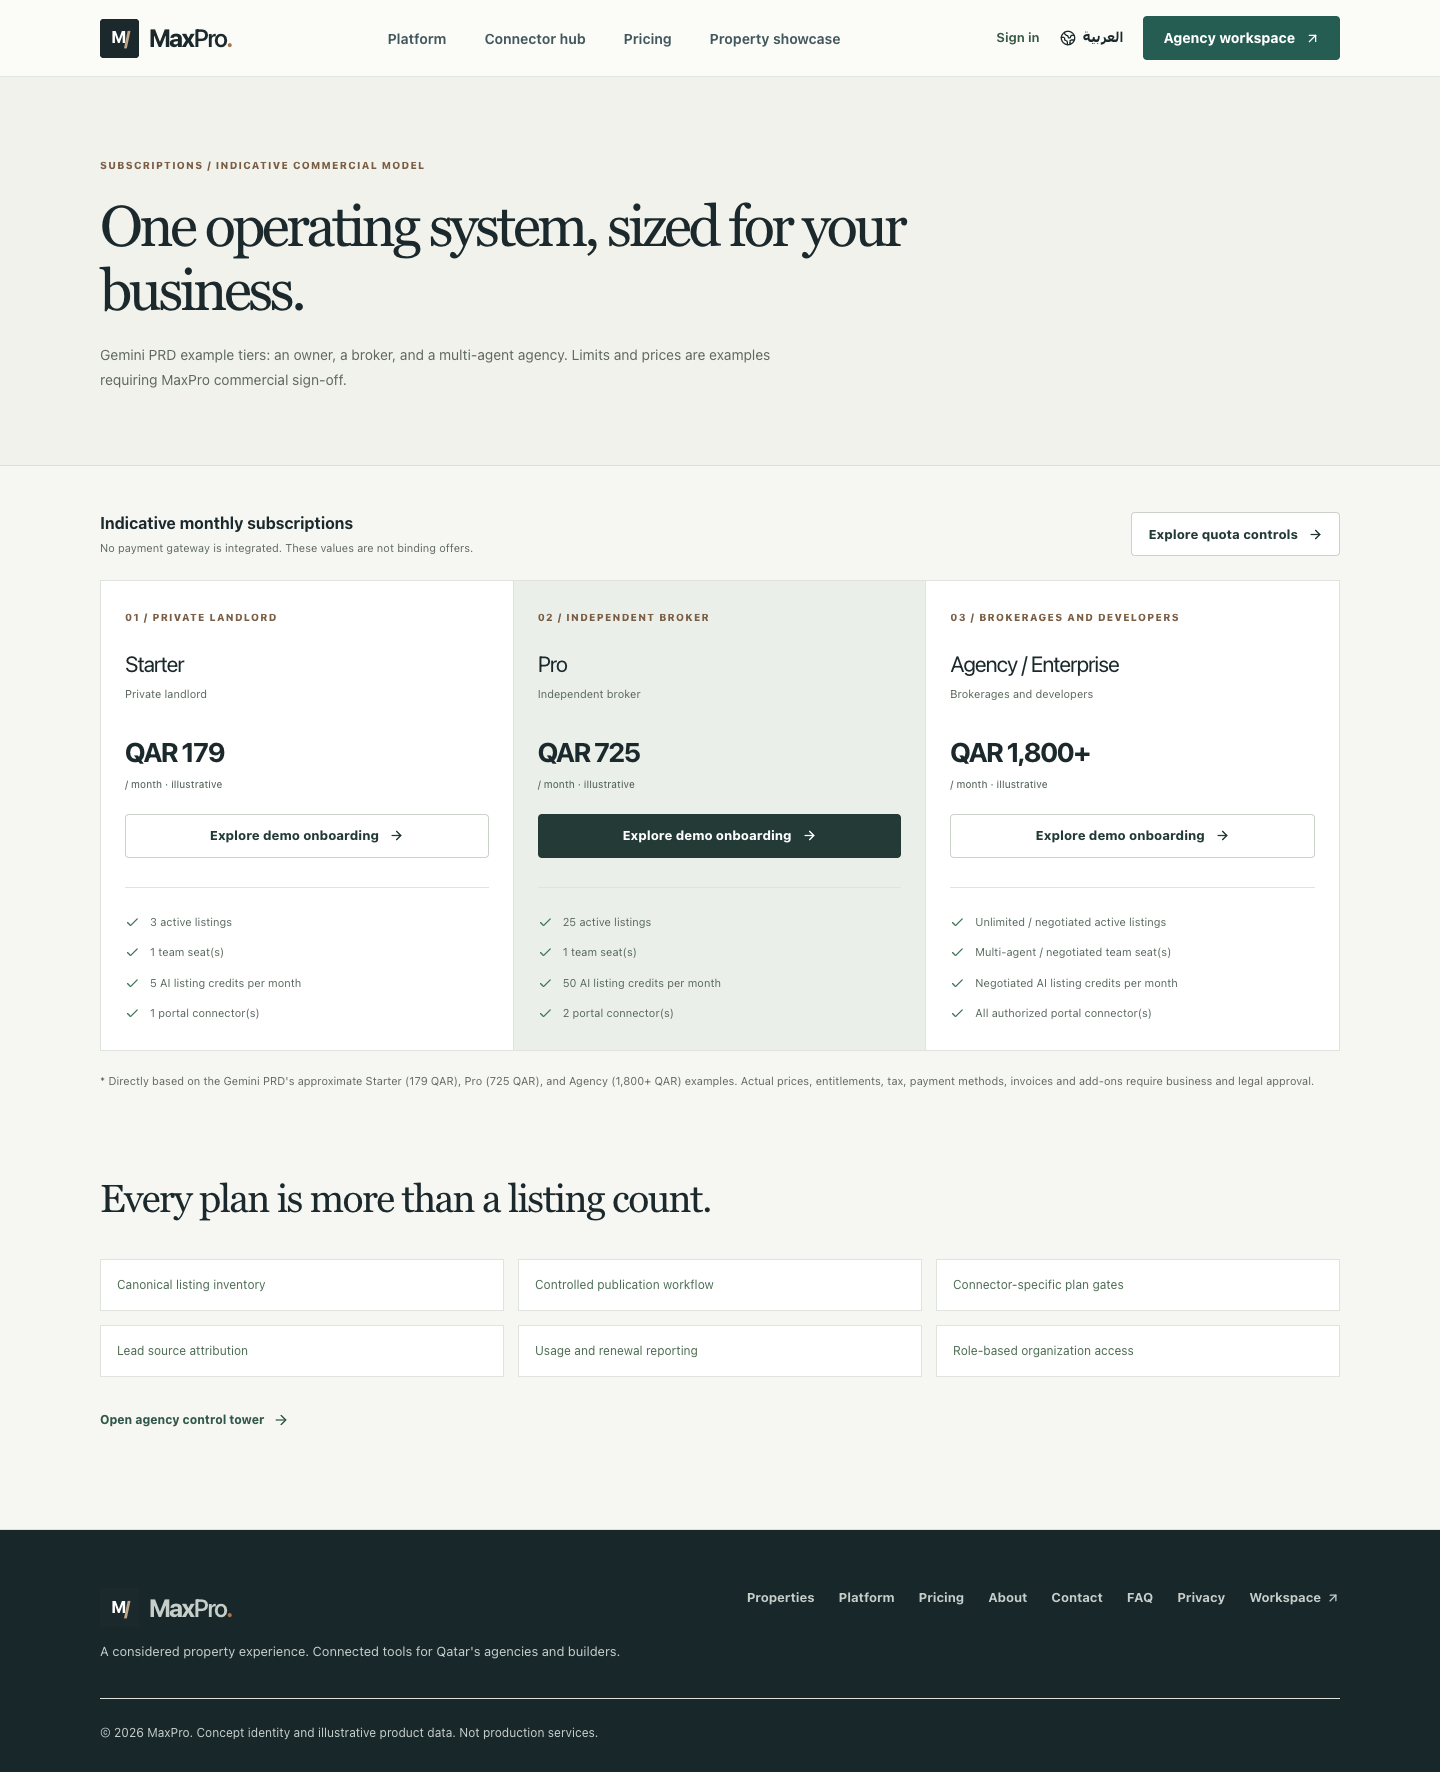 M/ MaxPro.
Platform
Connector hub
Pricing
Property showcase
Sign in
العربية
Agency workspace
SUBSCRIPTIONS / INDICATIVE COMMERCIAL MODEL
One operating system, sized for your
business.
Gemini PRD example tiers: an owner, a broker, and a multi-agent agency. Limits and prices are examples
requiring MaxPro commercial sign-off.
Indicative monthly subscriptions
No payment gateway is integrated. These values are not binding offers.
Explore quota controls
01 / PRIVATE LANDLORD
Starter
Private landlord
QAR 179
/ month · illustrative
Explore demo onboarding
3 active listings
1 team seat(s)
5 AI listing credits per month
1 portal connector(s)
02 / INDEPENDENT BROKER
Pro
Independent broker
QAR 725
/ month · illustrative
Explore demo onboarding
25 active listings
1 team seat(s)
50 AI listing credits per month
2 portal connector(s)
03 / BROKERAGES AND DEVELOPERS
Agency / Enterprise
Brokerages and developers
QAR 1,800+
/ month · illustrative
Explore demo onboarding
Unlimited / negotiated active listings
Multi-agent / negotiated team seat(s)
Negotiated AI listing credits per month
All authorized portal connector(s)
* Directly based on the Gemini PRD's approximate Starter (179 QAR), Pro (725 QAR), and Agency (1,800+ QAR) examples. Actual prices, entitlements, tax, payment methods, invoices and add-ons require business and legal approval.
Every plan is more than a listing count.
Canonical listing inventory
Controlled publication workflow
Connector-specific plan gates
Lead source attribution
Usage and renewal reporting
Role-based organization access
Open agency control tower
M/ MaxPro.
A considered property experience. Connected tools for Qatar's agencies and builders.
Properties
Platform
Pricing
About
Contact
FAQ
Privacy
Workspace
© 2026 MaxPro. Concept identity and illustrative product data. Not production services.